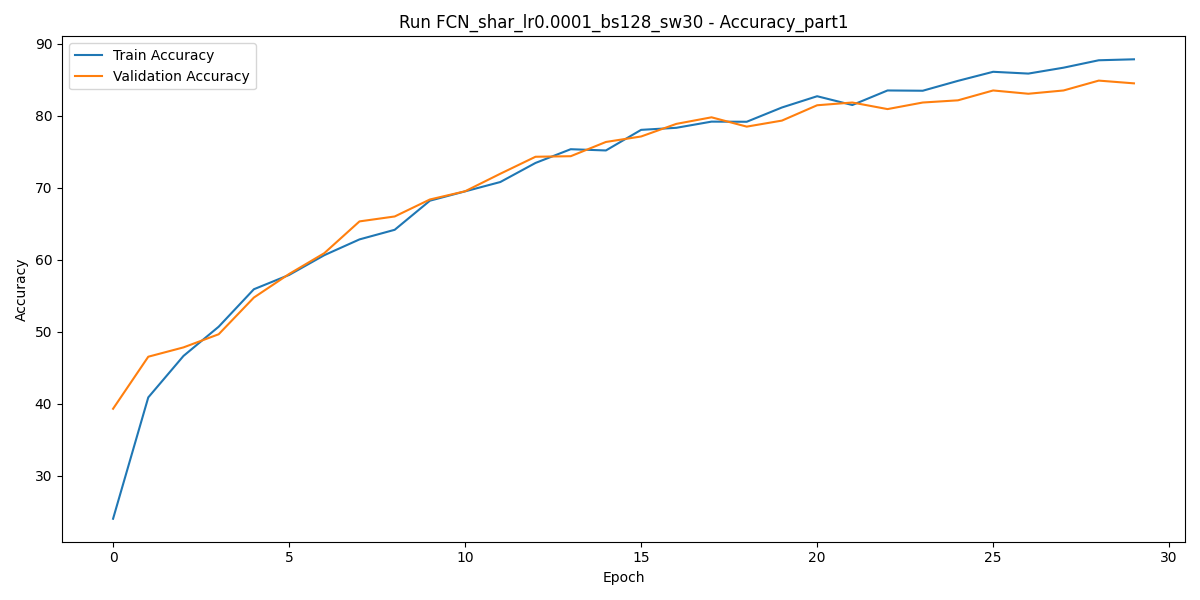 Run FCN_shar_lr0.0001_bs128_sw30 - Accuracy_part1
Train Accuracy
Validation Accuracy
Accuracy
90
80
70
60
50
40
30
0 5 10 15 20 25 30
Epoch